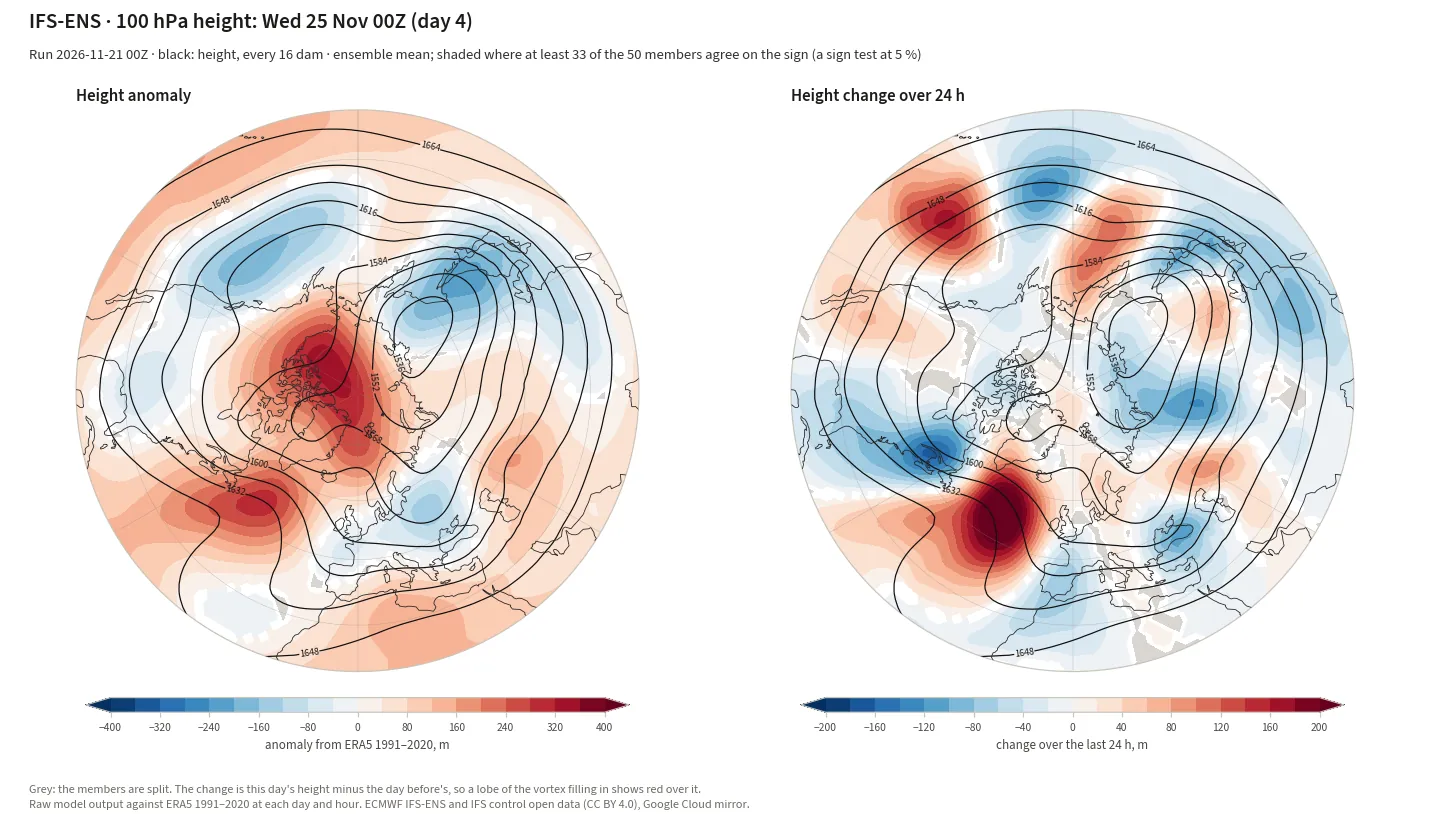 IFS-ENS · 100 hPa height: Wed 25 Nov 00Z (day 4)
Run 2026-11-21 00Z · black: height, every 16 dam · ensemble mean; shaded where at least 33 of the 50 members agree on the sign (a sign test at 5 %)
Height anomaly
Height change over 24 h
1664
1648
1616
1584
1536
1552
1568
1600
1632
1648
1664
1648
1616
1584
1536
1552
1568
1600
1632
1648
−400 −320 −240 −160 −80 0 80 160 240 320 400
anomaly from ERA5 1991–2020, m
−200 −160 −120 −80 −40 0 40 80 120 160 200
change over the last 24 h, m
Grey: the members are split. The change is this day's height minus the day before's, so a lobe of the vortex filling in shows red over it.
Raw model output against ERA5 1991–2020 at each day and hour. ECMWF IFS-ENS and IFS control open data (CC BY 4.0), Google Cloud mirror.